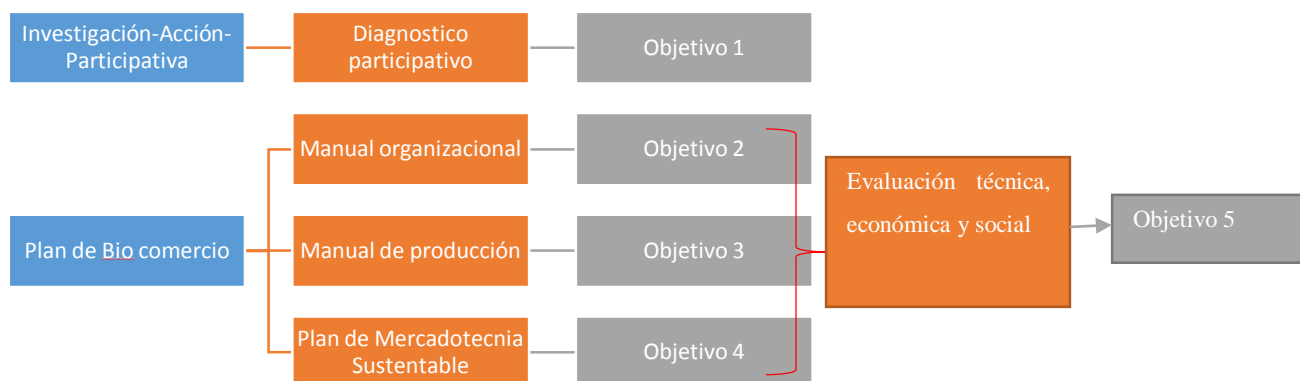 Investigación-Acción-
Participativa
Diagnostico
participativo
Objetivo 1
Manual organizacional
Objetivo 2
Plan de Bio comercio
Manual de producción
Objetivo 3
Plan de Mercadotecnia
Sustentable
Objetivo 4
Evaluación técnica,
económica y social
Objetivo 5